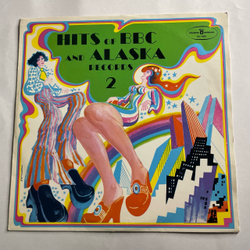 HITS OF BBC
AND ALASKA
RECORDS
2